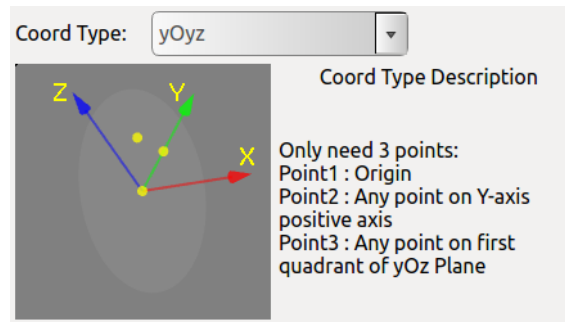 Coord Type: yOyz
Z Y X
Coord Type Description
Only need 3 points:
Point1 : Origin
Point2 : Any point on Y-axis
positive axis
Point3 : Any point on first
quadrant of yOz Plane